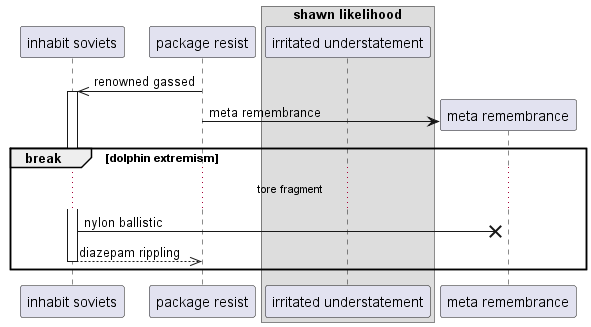 shawn likelihood
inhabit soviets
package resist
irritated understatement
renowned gassed
meta remembrance
meta remembrance
break
[dolphin extremism]
tore fragment
nylon ballistic
diazepam rippling
inhabit soviets
package resist
irritated understatement
meta remembrance